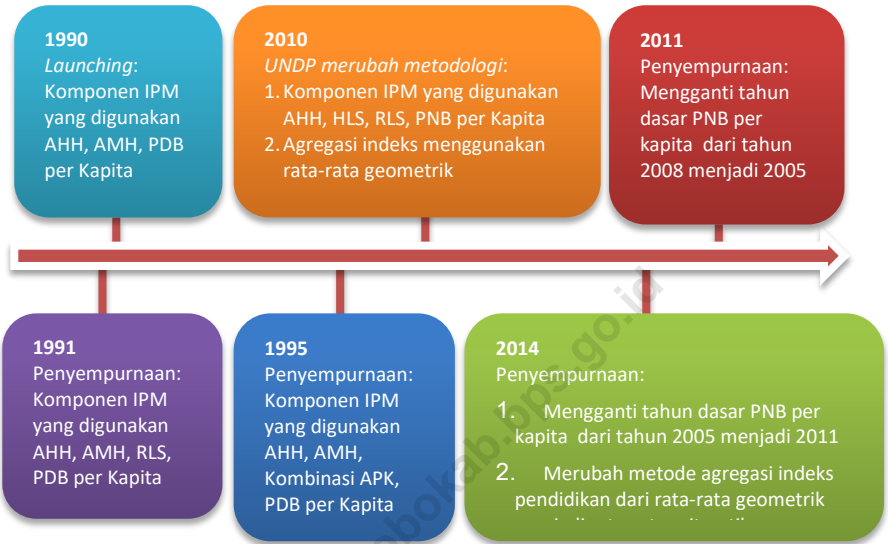 1990
Launching:
Komponen IPM
yang digunakan
AHH, AMH, PDB
per Kapita
2010
UNDP merubah metodologi:
1. Komponen IPM yang digunakan
AHH, HLS, RLS, PNB per Kapita
2. Agregasi indeks menggunakan
rata-rata geometrik
2011
Penyempurnaan:
Mengganti tahun
dasar PNB per
kapita dari tahun
2008 menjadi 2005
1991
Penyempurnaan:
Komponen IPM
yang digunakan
AHH, AMH, RLS,
PDB per Kapita
1995
Penyempurnaan:
Komponen IPM
yang digunakan
AHH, AMH,
Kombinasi APK,
PDB per Kapita
2014
Penyempurnaan:
1. Mengganti tahun dasar PNB per
kapita dari tahun 2005 menjadi 2011
2. Merubah metode agregasi indeks
pendidikan dari rata-rata geometrik